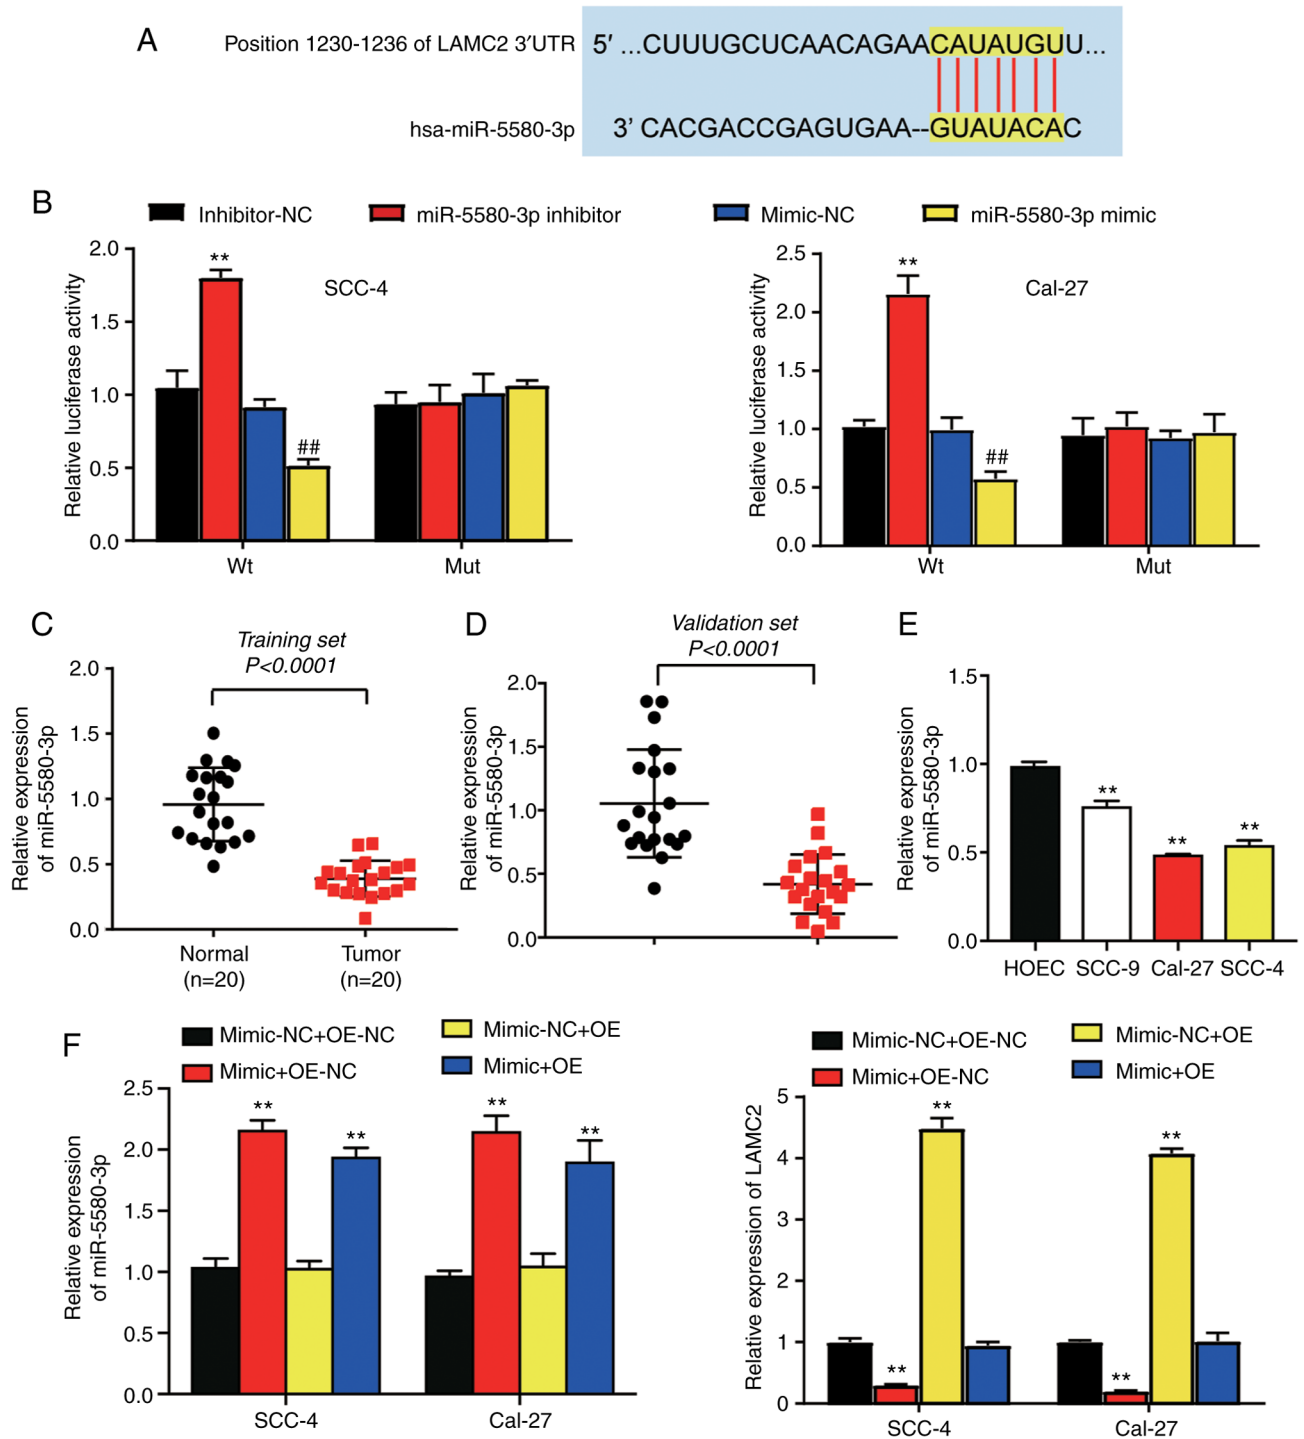 A
Position 1230-1236 of LAMC2 3′UTR 5′ ...CUUUGCUCAACAGAACAUAUGUU...
hsa-miR-5580-3p 3’ CACGACCGAGUGAA--GUAUACAC
B
Inhibitor-NC miR-5580-3p inhibitor Mimic-NC miR-5580-3p mimic
Relative luciferase activity
2.0
1.5
1.0
0.5
0.0
SCC-4
**
##
Wt Mut
Relative luciferase activity
2.5
2.0
1.5
1.0
0.5
0.0
Cal-27
**
##
Wt Mut
C
Training set
P<0.0001
Relative expression
of miR-5580-3p
2.0
1.5
1.0
0.5
0.0
Normal Tumor
(n=20) (n=20)
D
Validation set
P<0.0001
Relative expression
of miR-5580-3p
2.0
1.5
1.0
0.5
0.0
E
Relative expression
of miR-5580-3p
1.5
1.0
0.5
0.0
**
**
**
HOEC SCC-9 Cal-27 SCC-4
F
Mimic-NC+OE-NC Mimic-NC+OE
Mimic+OE-NC Mimic+OE
Relative expression
of miR-5580-3p
2.5
2.0
1.5
1.0
0.5
0.0
** ** ** **
SCC-4 Cal-27
Mimic-NC+OE-NC Mimic-NC+OE
Mimic+OE-NC Mimic+OE
Relative expression of LAMC2
5
4
3
2
1
0
** ** ** **
SCC-4 Cal-27